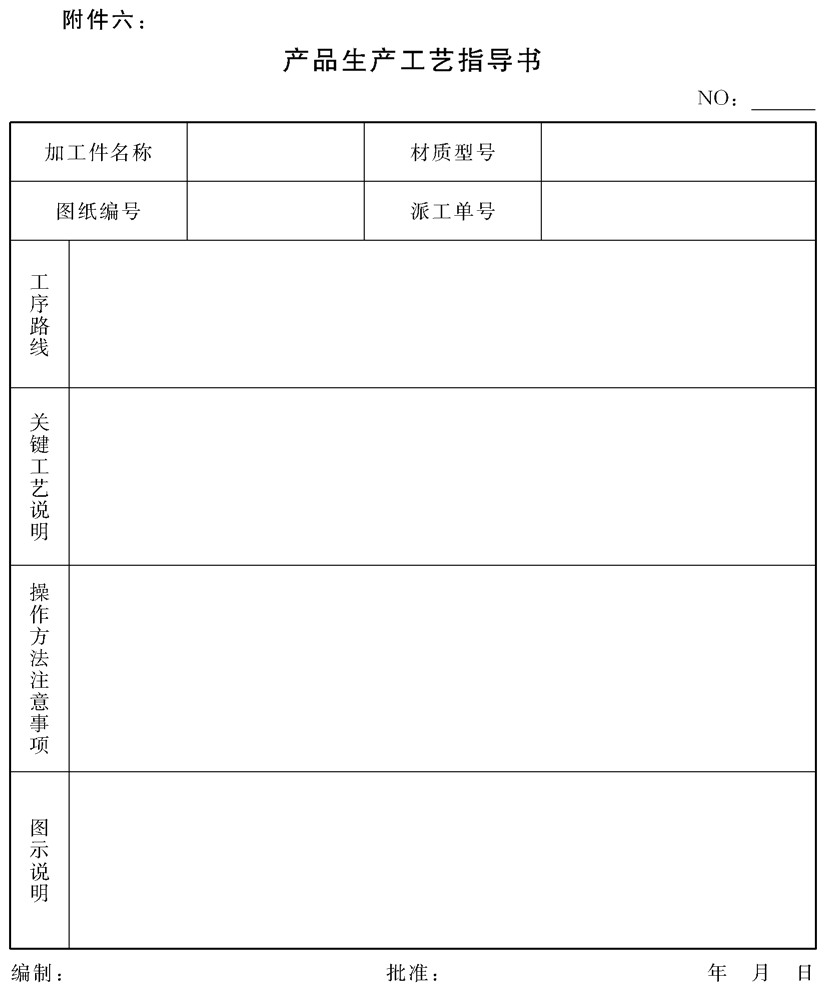 附件六：
产品生产工艺指导书
NO：
加工件名称 材质型号
图纸编号 派工单号
工序路线
关键工艺说明
操作方法注意事项
图示说明
编制： 批准： 年 月 日